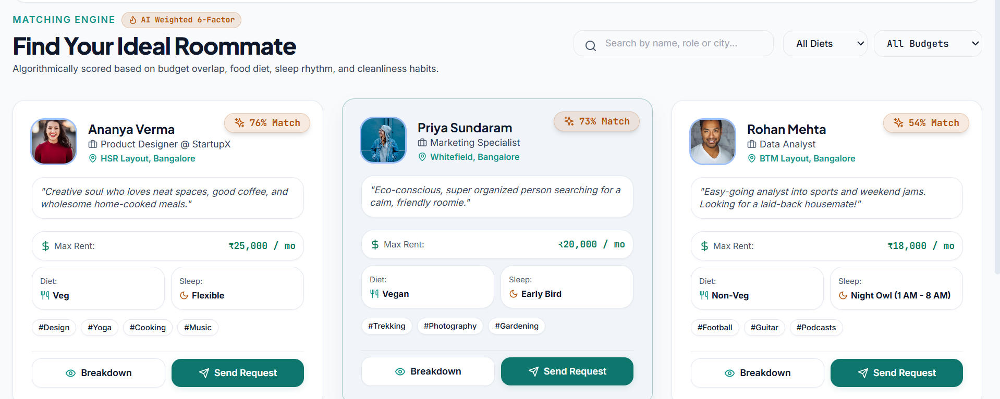 MATCHING ENGINE
AI Weighted 6-Factor
Find Your Ideal Roommate
Algorithmically scored based on budget overlap, food diet, sleep rhythm, and cleanliness habits.
Search by name, role or city...
All Diets
All Budgets
Ananya Verma
76% Match
Product Designer @ StartupX
HSR Layout, Bangalore
"Creative soul who loves neat spaces, good coffee, and
wholesome home-cooked meals."
Max Rent:
₹25,000 / mo
Diet:
Veg
Sleep:
Flexible
#Design
#Yoga
#Cooking
#Music
Breakdown
Send Request
Priya Sundaram
73% Match
Marketing Specialist
Whitefield, Bangalore
"Eco-conscious, super organized person searching for a
calm, friendly roomie."
Max Rent:
₹20,000 / mo
Diet:
Vegan
Sleep:
Early Bird
#Trekking
#Photography
#Gardening
Breakdown
Send Request
Rohan Mehta
54% Match
Data Analyst
BTM Layout, Bangalore
"Easy-going analyst into sports and weekend jams.
Looking for a laid-back housemate!"
Max Rent:
₹18,000 / mo
Diet:
Non-Veg
Sleep:
Night Owl (1 AM - 8 AM)
#Football
#Guitar
#Podcasts
Breakdown
Send Request